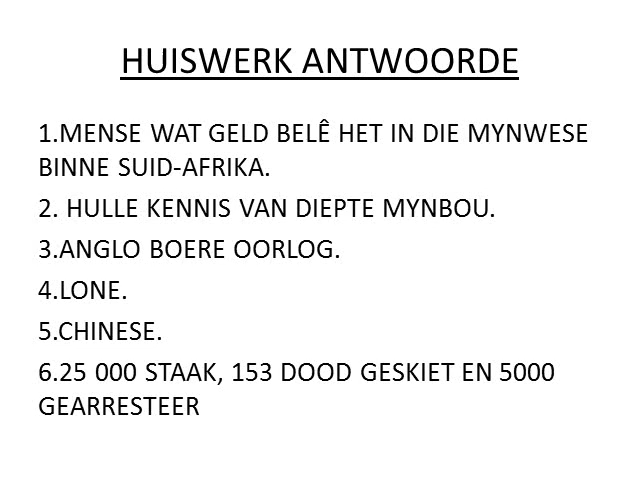 HUISWERK ANTWOORDE
1.MENSE WAT GELD BELÊ HET IN DIE MYNWESE
BINNE SUID-AFRIKA.
2. HULLE KENNIS VAN DIEPTE MYNBOU.
3.ANGLO BOERE OORLOG.
4.LONE.
5.CHINESE.
6.25 000 STAAK, 153 DOOD GESKIET EN 5000
GEARRESTEER